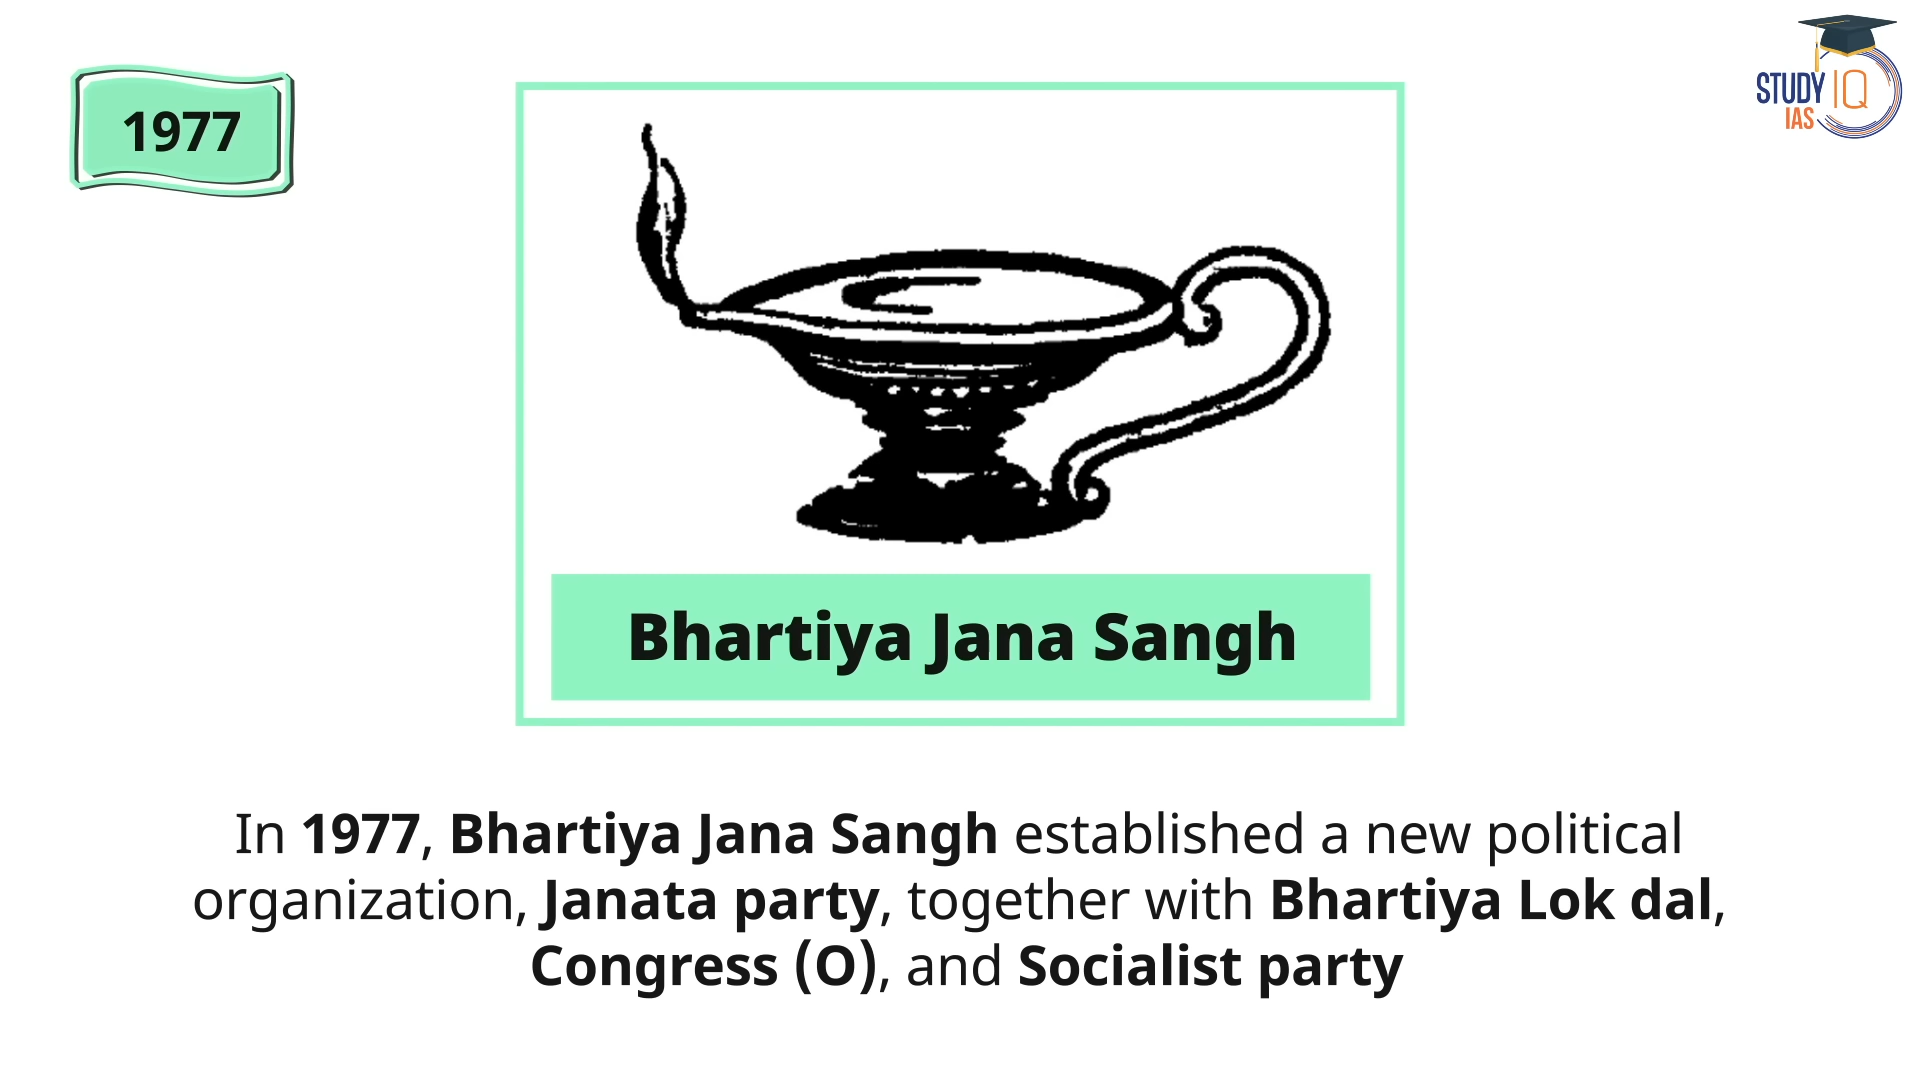 1977
STUDY IQ
IAS
Bhartiya Jana Sangh
In 1977, Bhartiya Jana Sangh established a new political
organization, Janata party, together with Bhartiya Lok dal,
Congress (O), and Socialist party